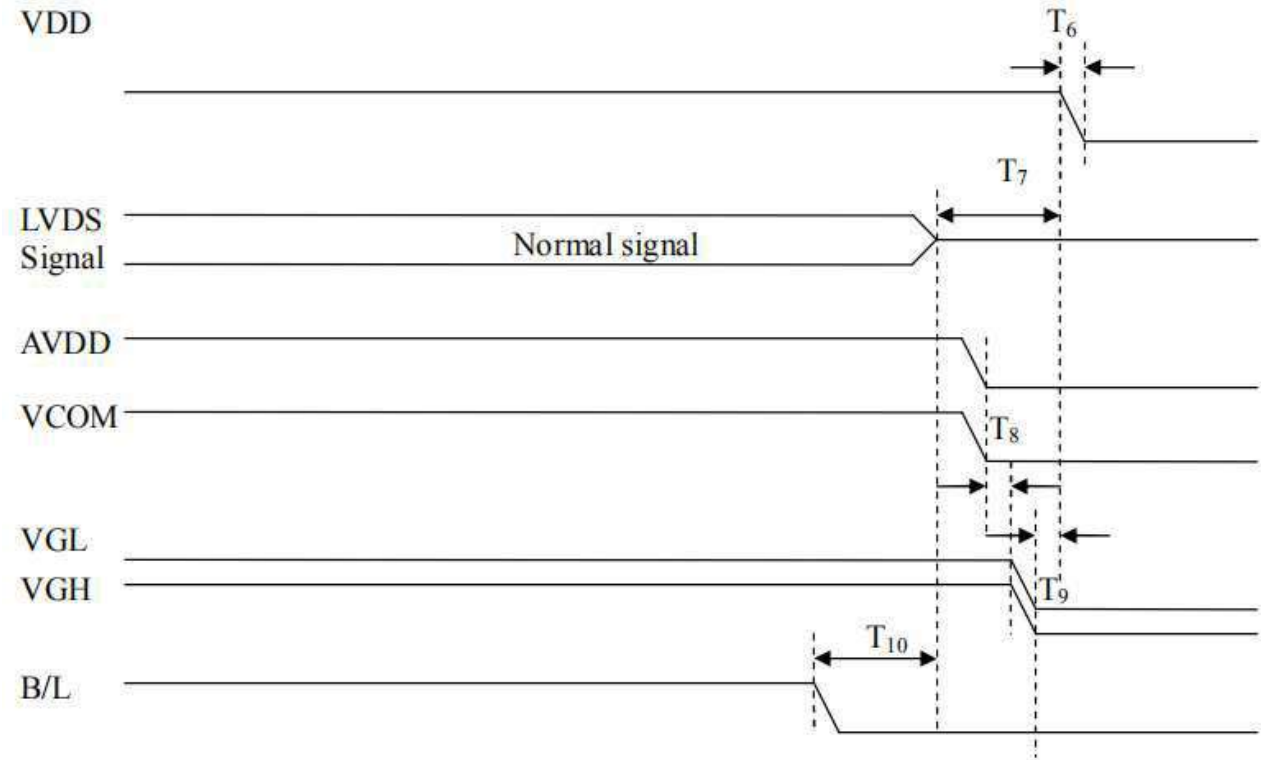 VDD
T6
T7
LVDS
Signal
Normal signal
AVDD
VCOM
T8
VGL
VGH
T9
T10
B/L